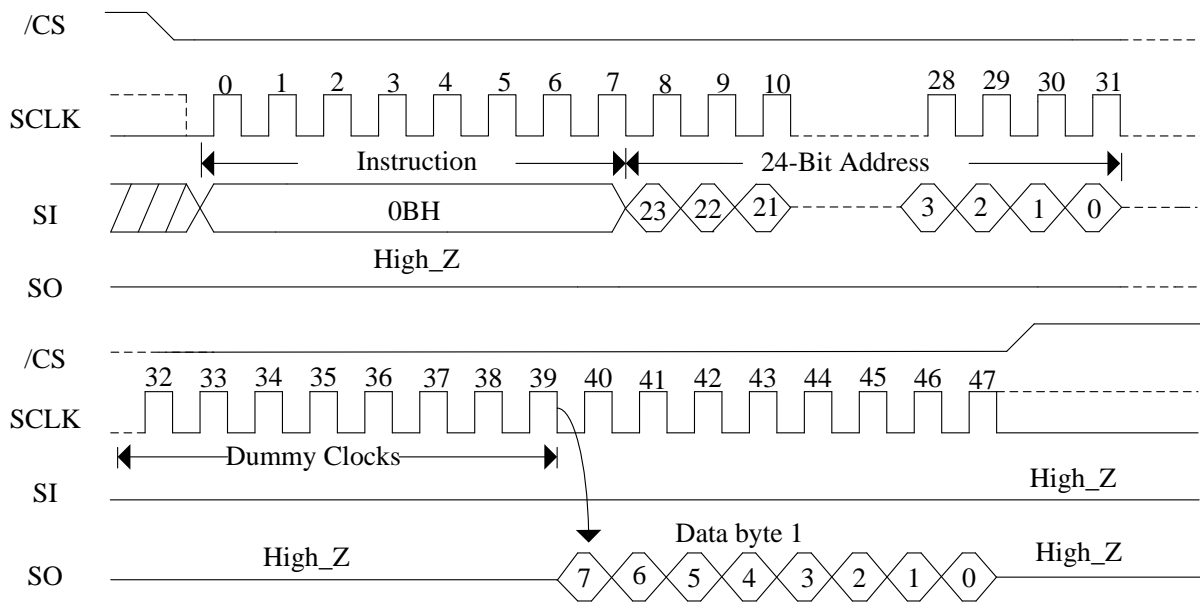 /CS
0 1 2 3 4 5 6 7 8 9 10 28 29 30 31
SCLK
Instruction 24-Bit Address
SI 0BH 23 22 21 3 2 1 0
High_Z
SO
/CS
32 33 34 35 36 37 38 39 40 41 42 43 44 45 46 47
SCLK
Dummy Clocks
SI High_Z
Data byte 1
High_Z High_Z
SO 7 6 5 4 3 2 1 0